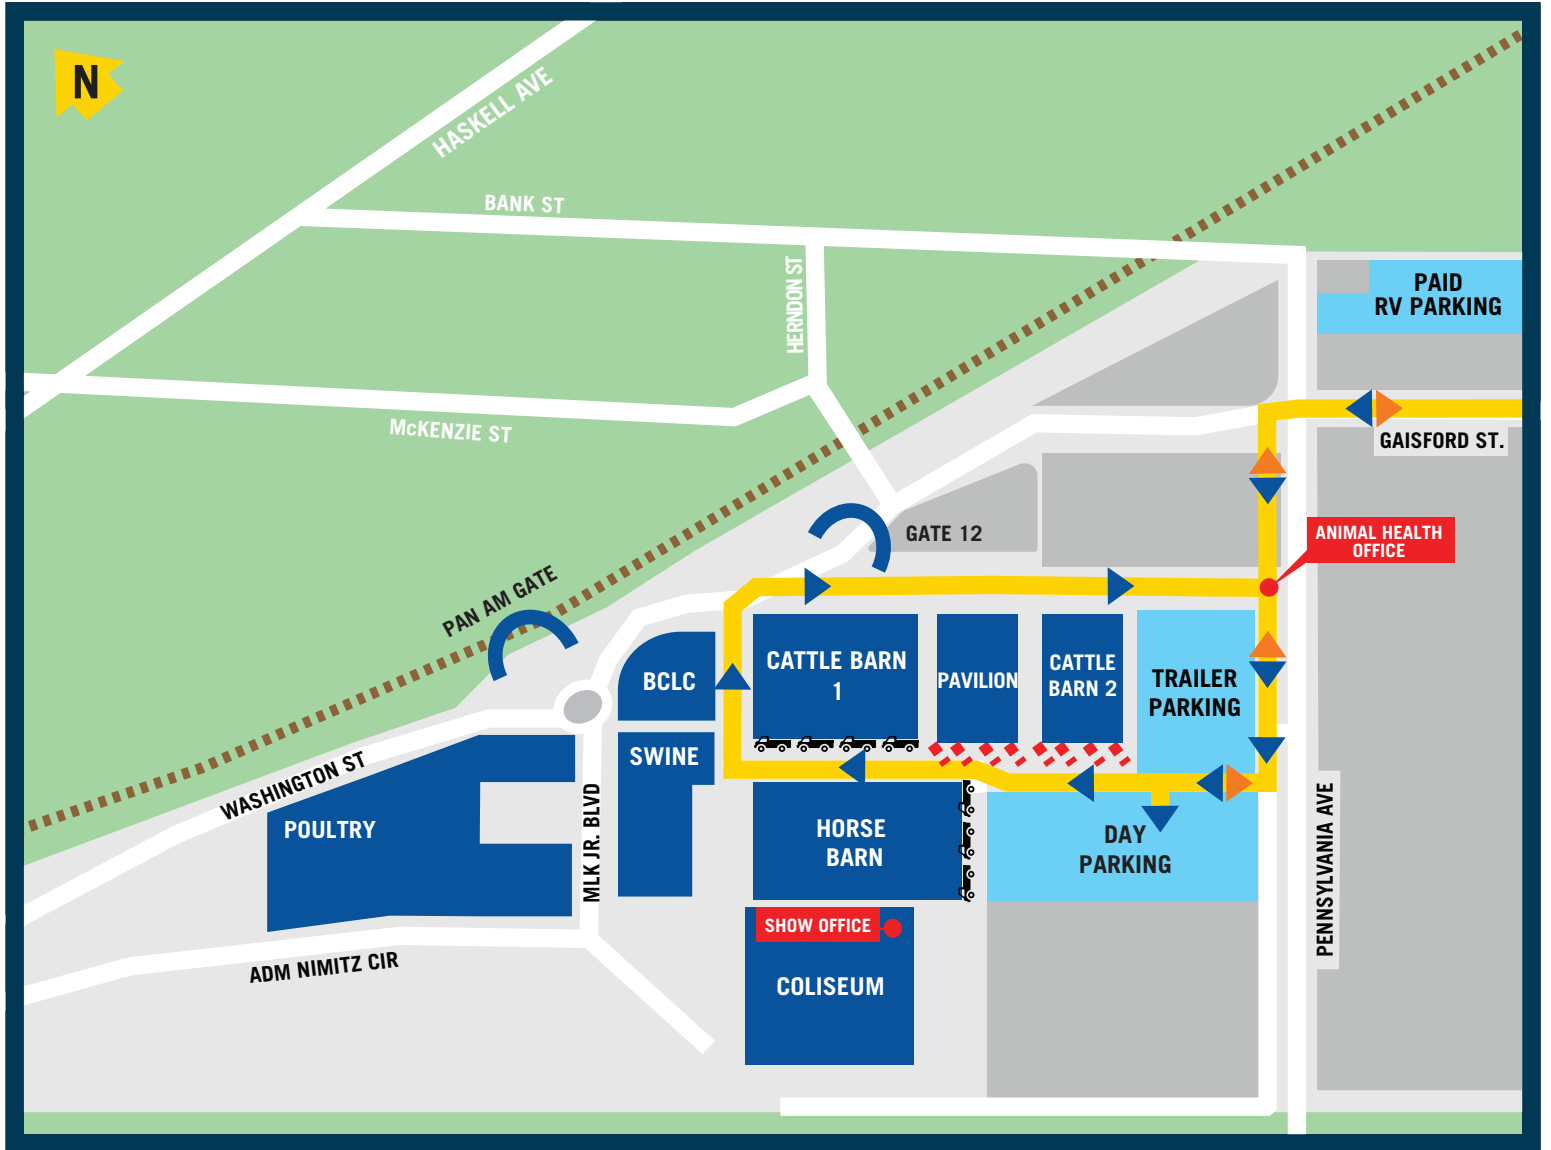 N
HASKELL AVE
BANK ST
HERNDON ST
PAID
RV PARKING
McKENZIE ST
GAISFORD ST.
GATE 12
ANIMAL HEALTH
OFFICE
PAN AM GATE
CATTLE BARN
1
PAVILION
CATTLE
BARN 2
TRAILER
PARKING
BCLC
SWINE
WASHINGTON ST
POULTRY
MLK JR. BLVD
HORSE
BARN
DAY
PARKING
PENNSYLVANIA AVE
SHOW OFFICE
COLISEUM
ADM NIMITZ CIR